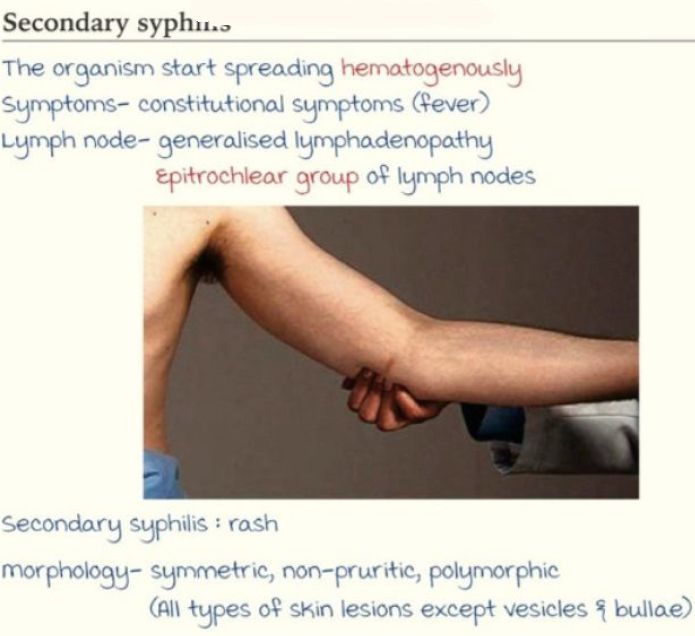 Secondary
The organism start spreading hematogenously
Symptoms- constitutional symptoms (fever)
Lymph node- generalised lymphadenopathy
Epitrochlear group of lymph nodes
Secondary syphilis : rash
morphology- symmetric, non-pruritic, polymorphic
(All types of skin lesions except vesicles & bullae)